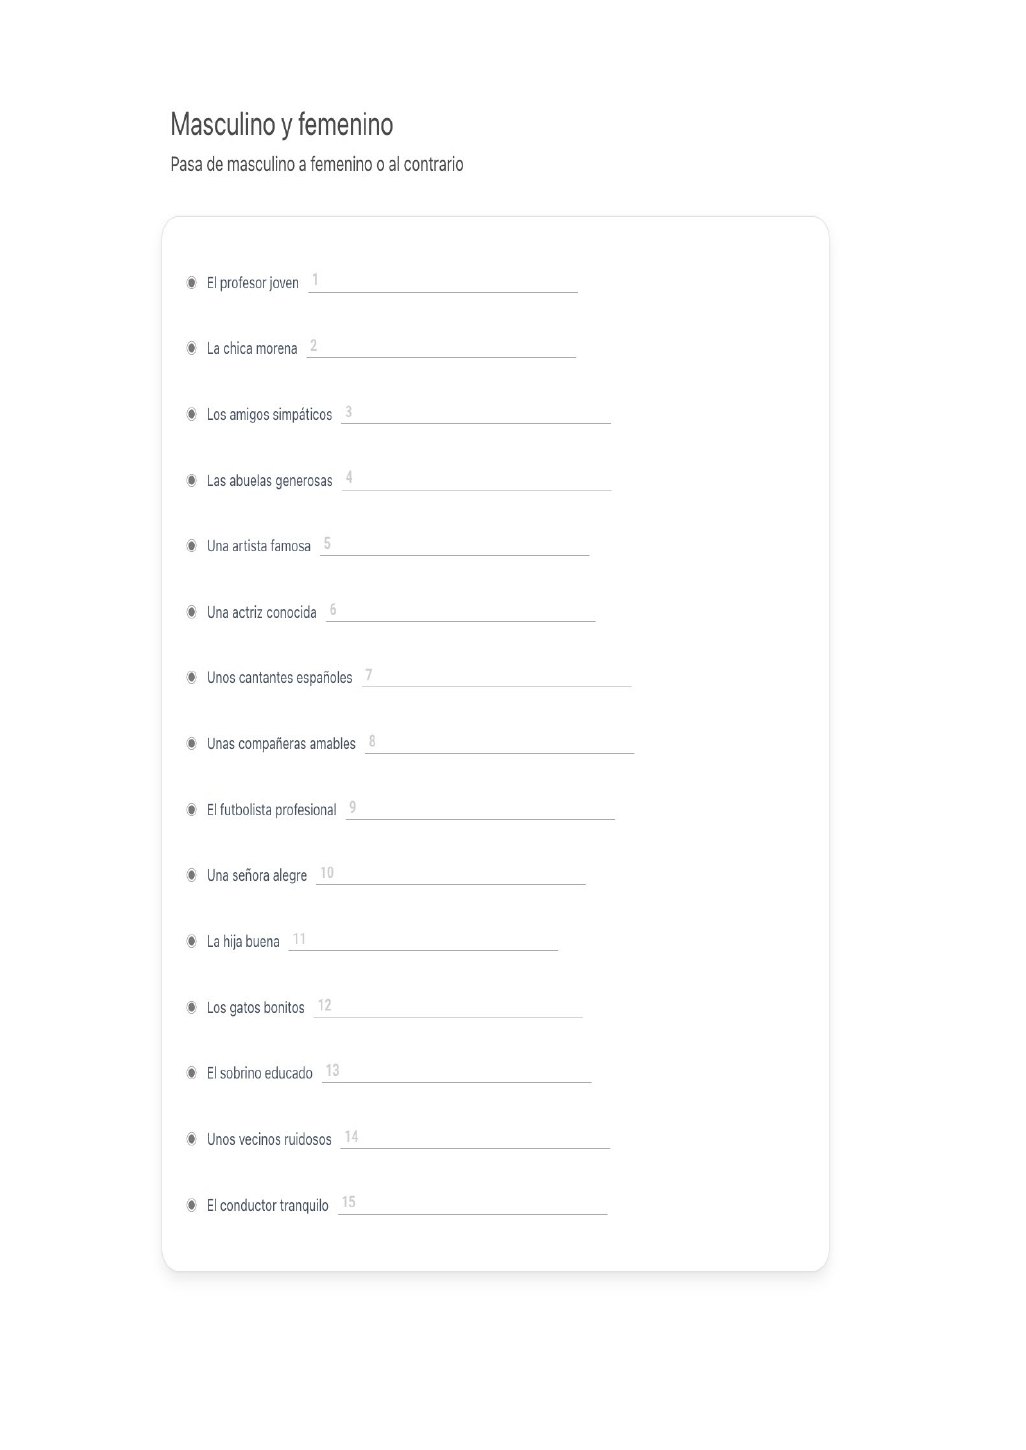 Masculino y femenino
Pasa de masculino a femenino o al contrario
El profesor joven 1
La chica morena 2
Los amigos simpáticos 3
Las abuelas generosas 4
Una artista famosa 5
Una actriz conocida 6
Unos cantantes españoles 7
Unas compañeras amables 8
El futbolista profesional 9
Una señora alegre 10
La hija buena 11
Los gatos bonitos 12
El sobrino educado 13
Unos vecinos ruidosos 14
El conductor tranquilo 15